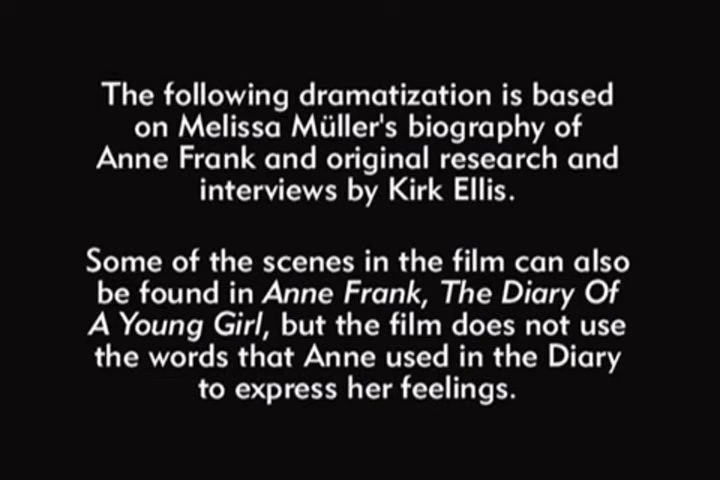 The following dramatization is based
on Melissa Müller's biography of
Anne Frank and original research and
interviews by Kirk Ellis.
Some of the scenes in the film can also
be found in Anne Frank, The Diary Of
A Young Girl, but the film does not use
the words that Anne used in the Diary
to express her feelings.